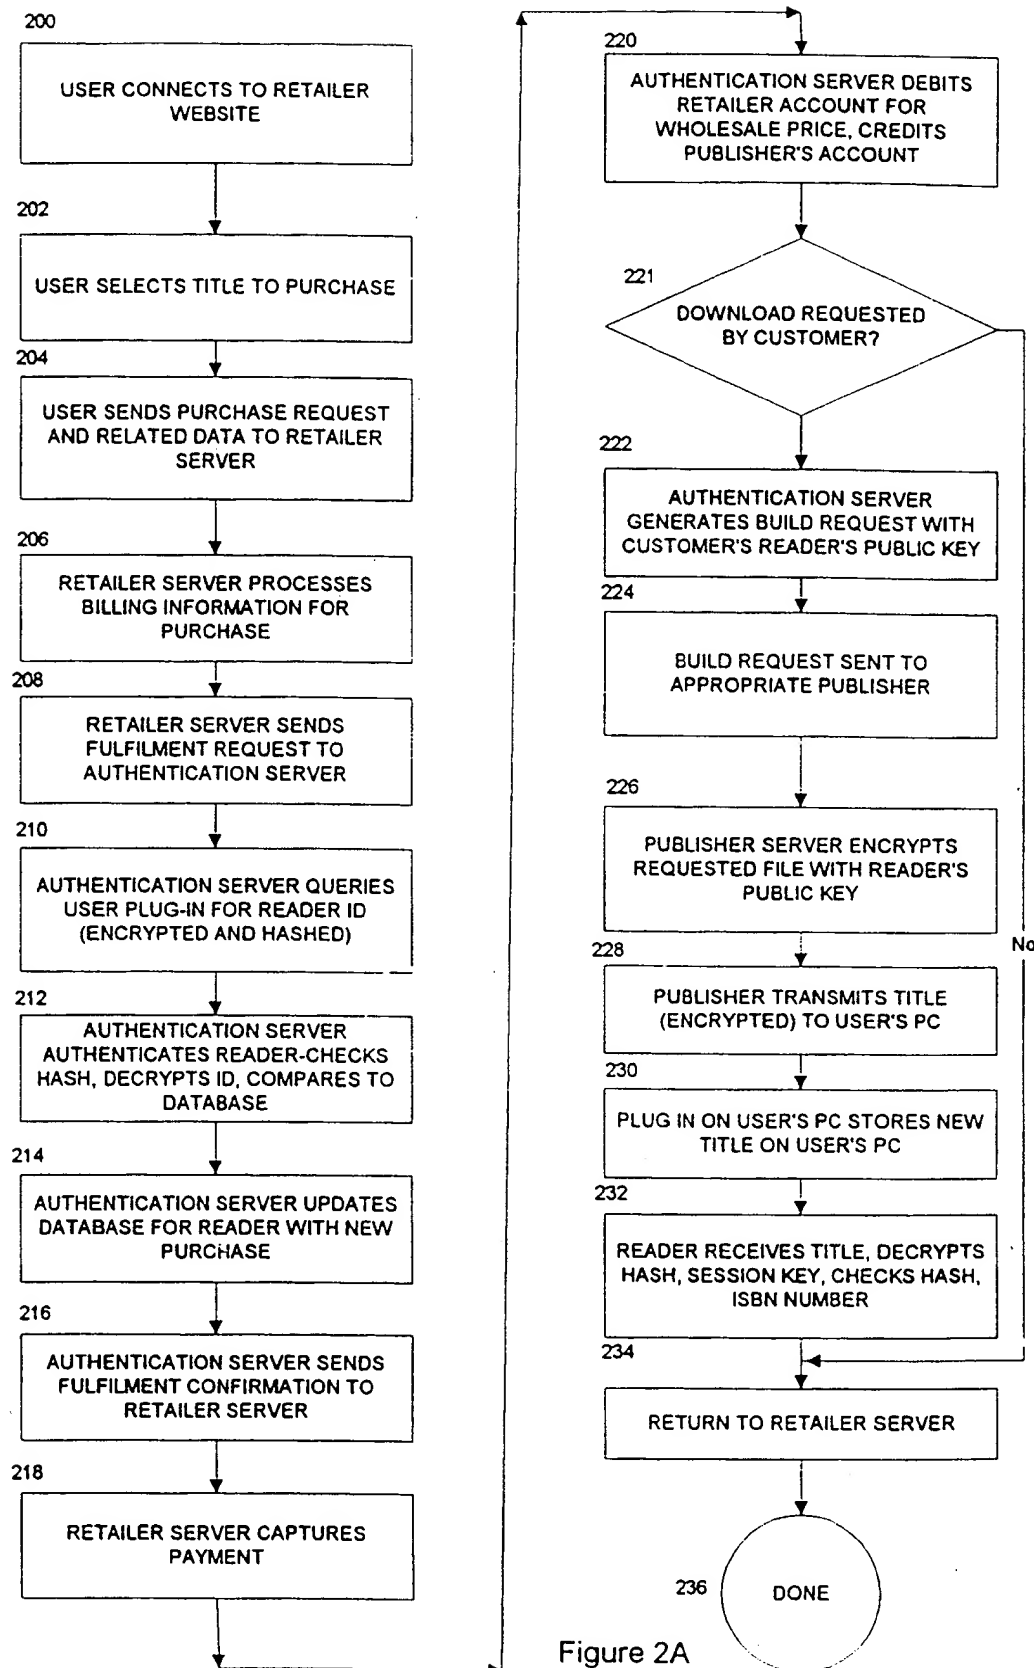 200
USER CONNECTS TO RETAILER
WEBSITE
202
USER SELECTS TITLE TO PURCHASE
204
USER SENDS PURCHASE REQUEST
AND RELATED DATA TO RETAILER
SERVER
206
RETAILER SERVER PROCESSES
BILLING INFORMATION FOR
PURCHASE
208
RETAILER SERVER SENDS
FULFILMENT REQUEST TO
AUTHENTICATION SERVER
210
AUTHENTICATION SERVER QUERIES
USER PLUG-IN FOR READER ID
(ENCRYPTED AND HASHED)
212
AUTHENTICATION SERVER
AUTHENTICATES READER-CHECKS
HASH, DECRYPTS ID, COMPARES TO
DATABASE
214
AUTHENTICATION SERVER UPDATES
DATABASE FOR READER WITH NEW
PURCHASE
216
AUTHENTICATION SERVER SENDS
FULFILMENT CONFIRMATION TO
RETAILER SERVER
218
RETAILER SERVER CAPTURES
PAYMENT
220
AUTHENTICATION SERVER DEBITS
RETAILER ACCOUNT FOR
WHOLESALE PRICE, CREDITS
PUBLISHER'S ACCOUNT
221
DOWNLOAD REQUESTED
BY CUSTOMER?
222
AUTHENTICATION SERVER
GENERATES BUILD REQUEST WITH
CUSTOMER'S READER'S PUBLIC KEY
224
BUILD REQUEST SENT TO
APPROPRIATE PUBLISHER
226
PUBLISHER SERVER ENCRYPTS
REQUESTED FILE WITH READER'S
PUBLIC KEY
No
228
PUBLISHER TRANSMITS TITLE
(ENCRYPTED) TO USER'S PC
230
PLUG IN ON USER'S PC STORES NEW
TITLE ON USER'S PC
232
READER RECEIVES TITLE, DECRYPTS
HASH, SESSION KEY, CHECKS HASH,
ISBN NUMBER
234
RETURN TO RETAILER SERVER
236
DONE
Figure 2A